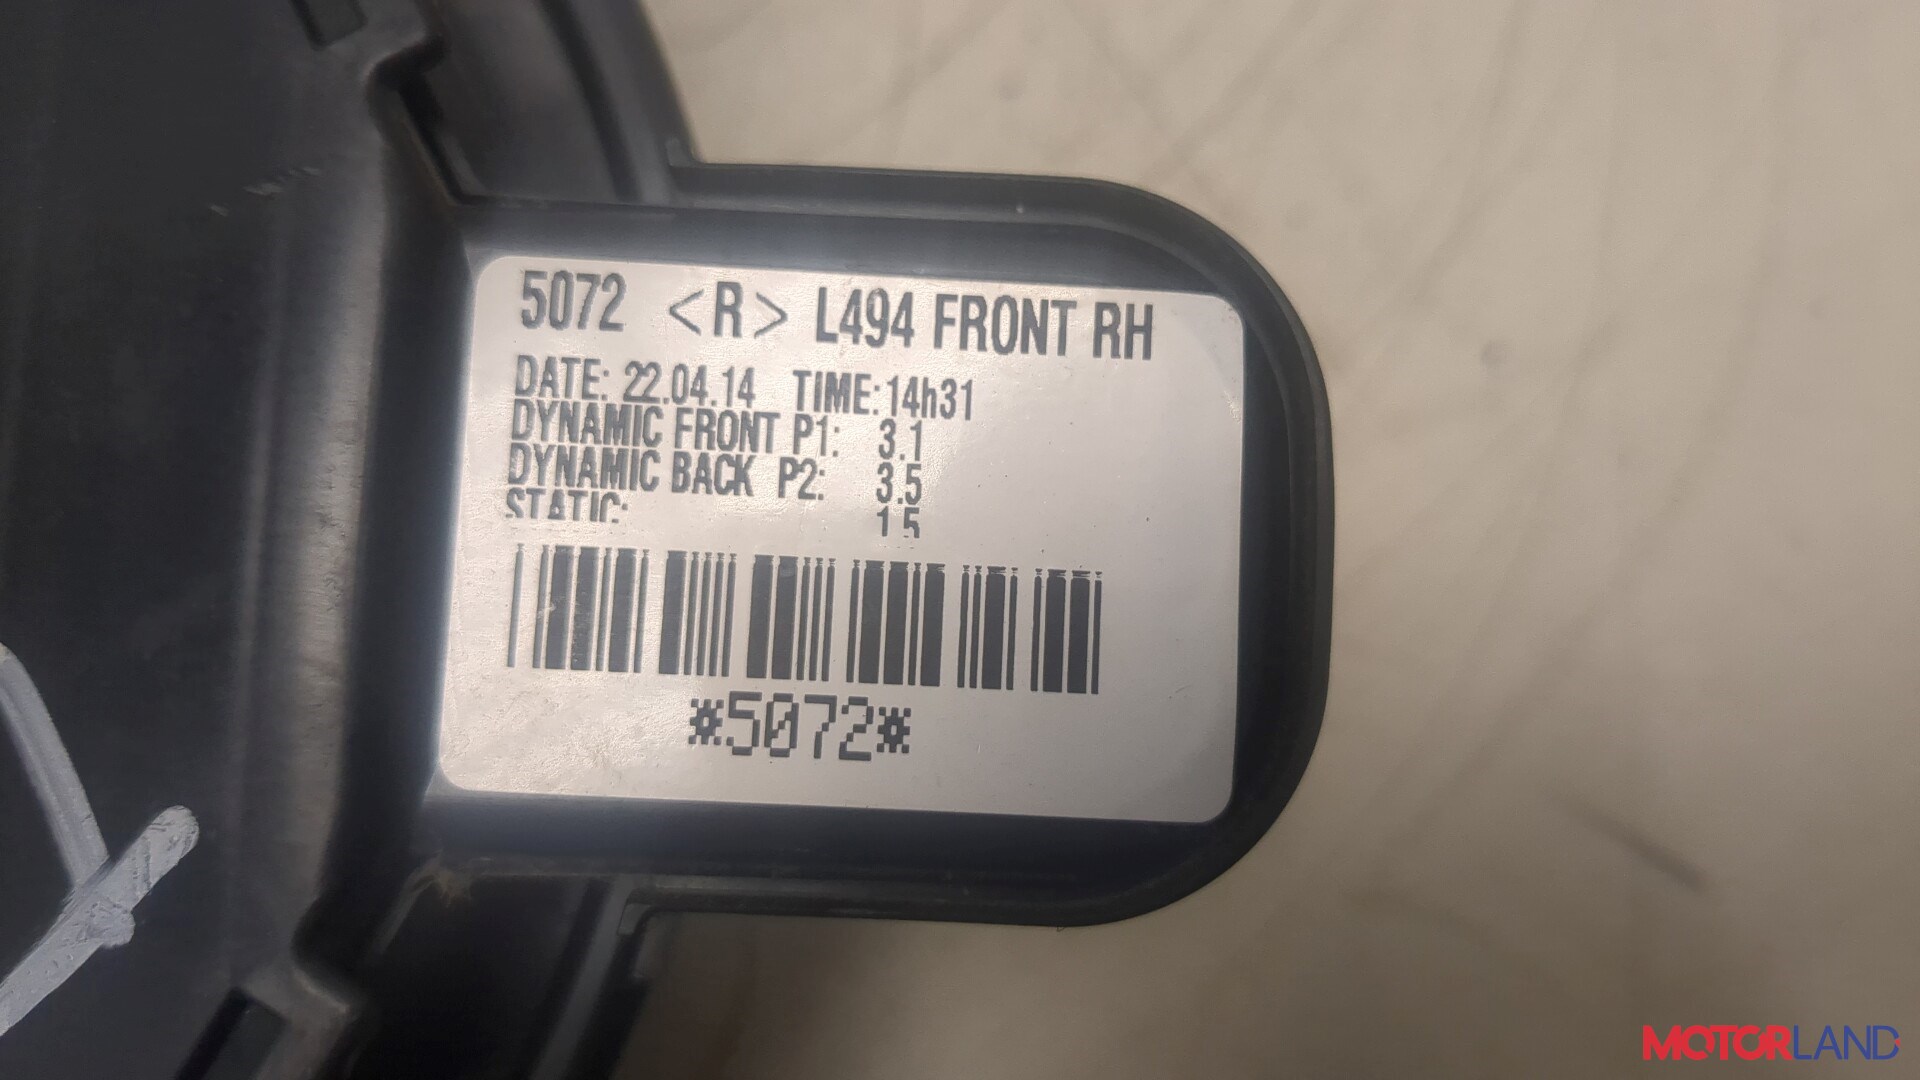 5072 <R> L494 FRONT RH
DATE: 22.04.14 TIME: 14h31
DYNAMIC FRONT P1: 3.1
DYNAMIC BACK P2: 3.5
STATIC: 1.5
*5072*
MOTORLAND